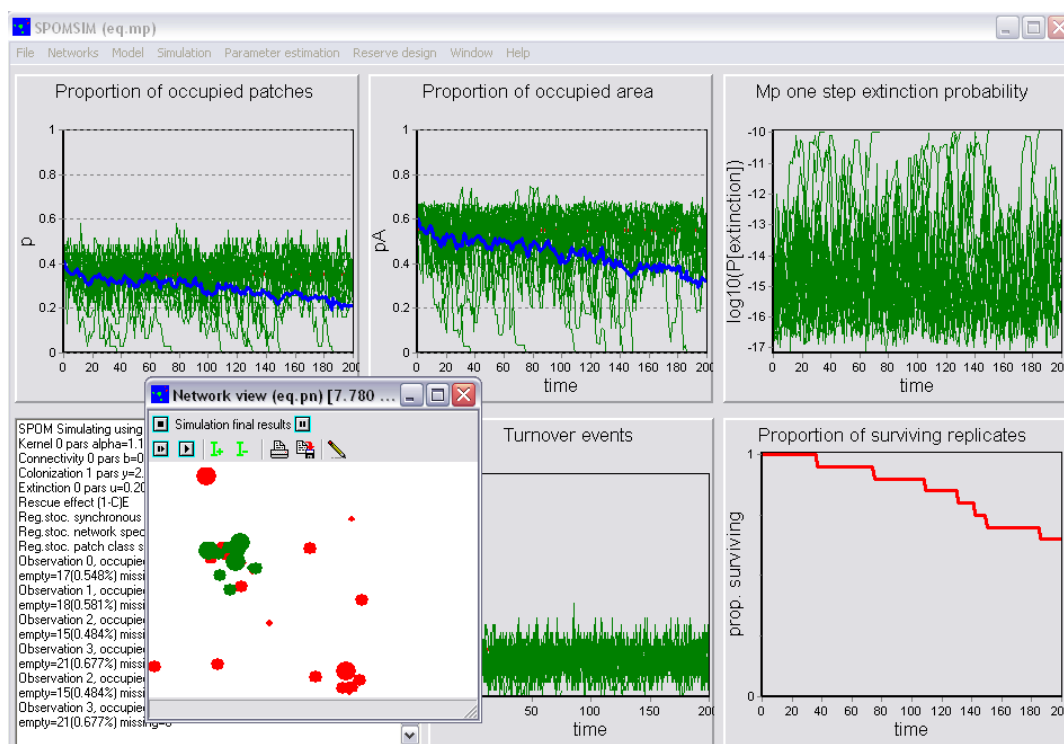 SPOMSIM (eq.mp)
File Networks Model Simulation Parameter estimation Reserve design Window Help
Proportion of occupied patches
1
0.8
0.6
0.4
0.2
0
p
0 20 40 60 80 100 120 140 160 180 200
Proportion of occupied area
1
0.8
0.6
0.4
0.2
0
pA
0 20 40 60 80 100 120 140 160 180 200
time
Mp one step extinction probability
-10
-11
-12
-13
-14
-15
-16
-17
log10(P[extinction])
0 20 40 60 80 100 120 140 160 180 200
time
SPOM Simulating using
Kernel 0 pars alpha=1.1
Connectivity 0 pars b=0
Colonization 1 pars y=2.
Extinction 0 pars u=0.20
Rescue effect (1-C)E
Reg.stoc. synchronous
Reg.stoc. network spec
Reg.stoc. patch class s
Observation 0, occupied
empty=17(0.548%) missi
Observation 1, occupied
empty=18(0.581%) missi
Observation 2, occupied
empty=15(0.484%) missi
Observation 3, occupied
empty=21(0.677%) missi
Observation 2, occupied
empty=15(0.484%) missi
Observation 3, occupied
empty=21(0.677%) missing=0
Network view (eq.pn) [7.780 ...
Simulation final results
I+ I-
Turnover events
50 100 150 200
time
Proportion of surviving replicates
1
0
prop. surviving
0 20 40 60 80 100 120 140 160 180 200
time